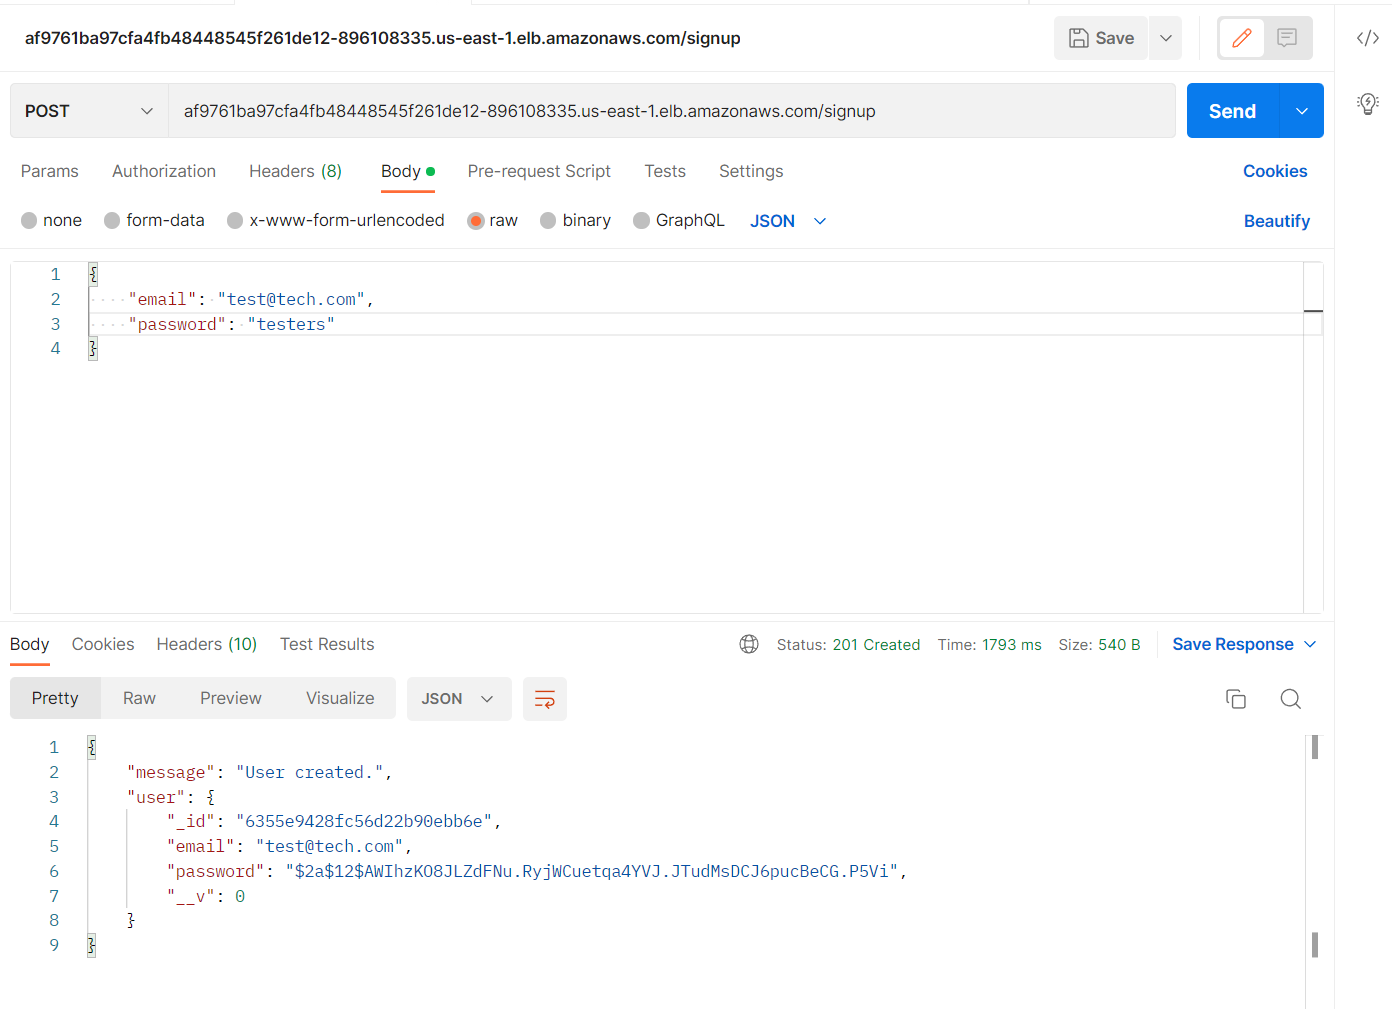 af9761ba97cfa4fb48448545f261de12-896108335.us-east-1.elb.amazonaws.com/signup
Save
POST
af9761ba97cfa4fb48448545f261de12-896108335.us-east-1.elb.amazonaws.com/signup
Send
Params Authorization Headers (8) Body Pre-request Script Tests Settings Cookies
none form-data x-www-form-urlencoded raw binary GraphQL JSON Beautify
1 {
2 "email": "test@tech.com",
3 "password": "testers"
4 }
Body Cookies Headers (10) Test Results Status: 201 Created Time: 1793 ms Size: 540 B Save Response
Pretty Raw Preview Visualize JSON
1 {
2 "message": "User created.",
3 "user": {
4 "_id": "6355e9428fc56d22b90ebb6e",
5 "email": "test@tech.com",
6 "password": "$2a$12$AWIhzKO8JLZdFNu.RyjWCuetqa4YVJ.JTudMsDCJ6pucBeCG.P5Vi",
7 "__v": 0
8 }
9 }